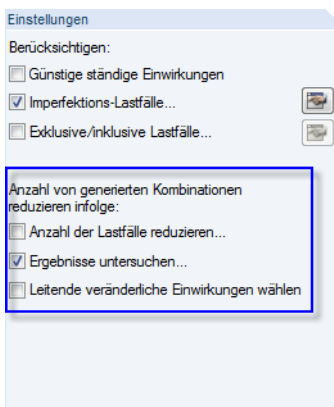 Einstellungen
Berücksichtigen:
Günstige ständige Einwirkungen
Imperfektions-Lastfälle...
Exklusive/inklusive Lastfälle...
Anzahl von generierten Kombinationen
reduzieren infolge:
Anzahl der Lastfälle reduzieren...
Ergebnisse untersuchen...
Leitende veränderliche Einwirkungen wählen